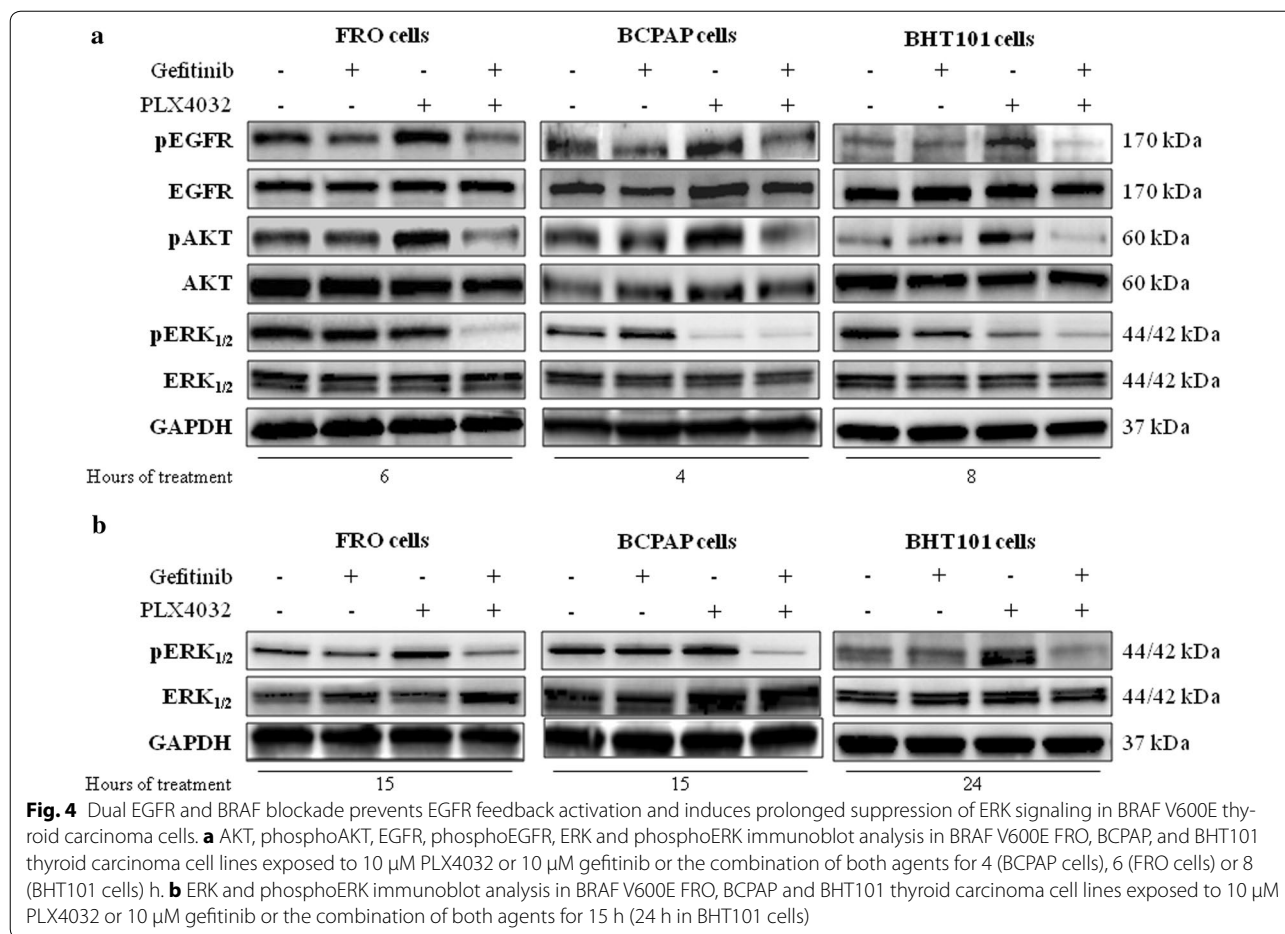 a
FRO cells BCPAP cells BHT101 cells
Gefitinib - + - + - + - + - + - +
PLX4032 - - + + - - + + - - + +
pEGFR 170 kDa
EGFR 170 kDa
pAKT 60 kDa
AKT 60 kDa
pERK1/2 44/42 kDa
ERK1/2 44/42 kDa
GAPDH 37 kDa
Hours of treatment 6 4 8
b
FRO cells BCPAP cells BHT101 cells
Gefitinib - + - + - + - + - + - +
PLX4032 - - + + - - + + - - + +
pERK1/2 44/42 kDa
ERK1/2 44/42 kDa
GAPDH 37 kDa
Hours of treatment 15 15 24
Fig. 4 Dual EGFR and BRAF blockade prevents EGFR feedback activation and induces prolonged suppression of ERK signaling in BRAF V600E thy-
roid carcinoma cells. a AKT, phosphoAKT, EGFR, phosphoEGFR, ERK and phosphoERK immunoblot analysis in BRAF V600E FRO, BCPAP, and BHT101
thyroid carcinoma cell lines exposed to 10 µM PLX4032 or 10 µM gefitinib or the combination of both agents for 4 (BCPAP cells), 6 (FRO cells) or 8
(BHT101 cells) h. b ERK and phosphoERK immunoblot analysis in BRAF V600E FRO, BCPAP and BHT101 thyroid carcinoma cell lines exposed to 10 µM
PLX4032 or 10 µM gefitinib or the combination of both agents for 15 h (24 h in BHT101 cells)